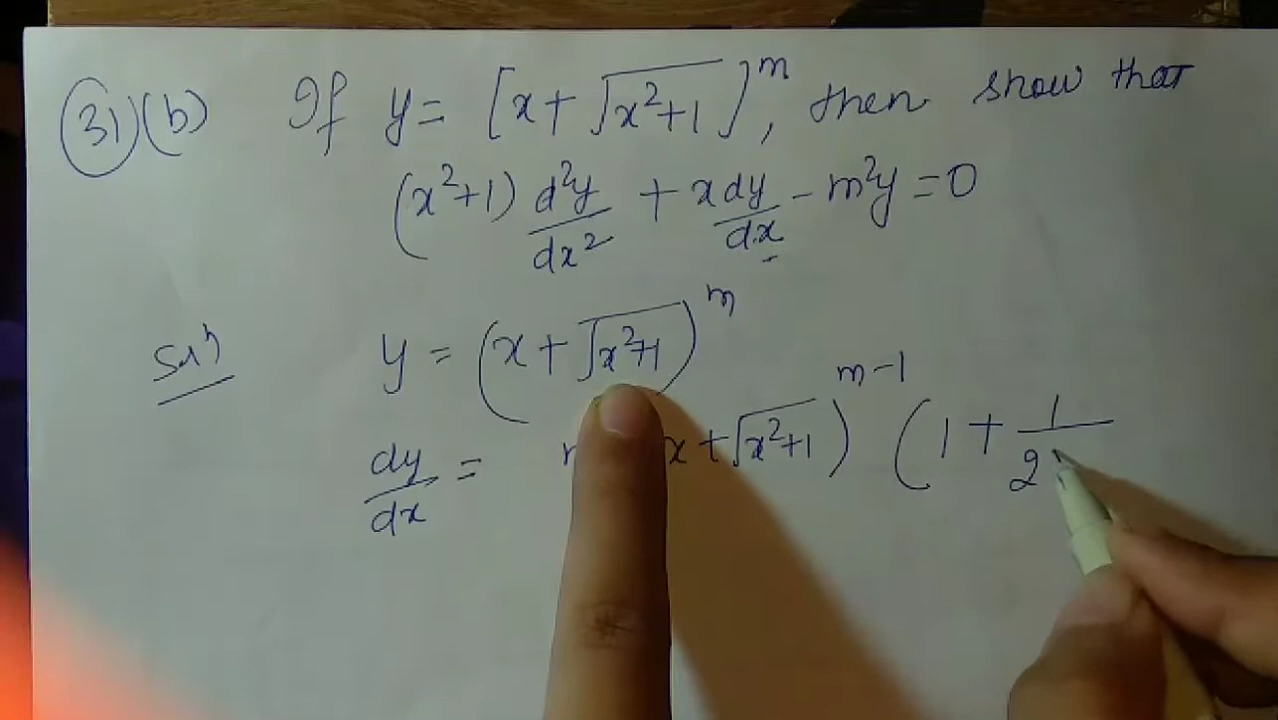 31) (b) If y = [x + √(x²+1)]^m, then show that
(x²+1) d²y/dx² + x dy/dx - m²y = 0
Solⁿ y = (x + √(x²+1))^m
dy/dx = x + √(x²+1))^(m-1) (1 + 1/2